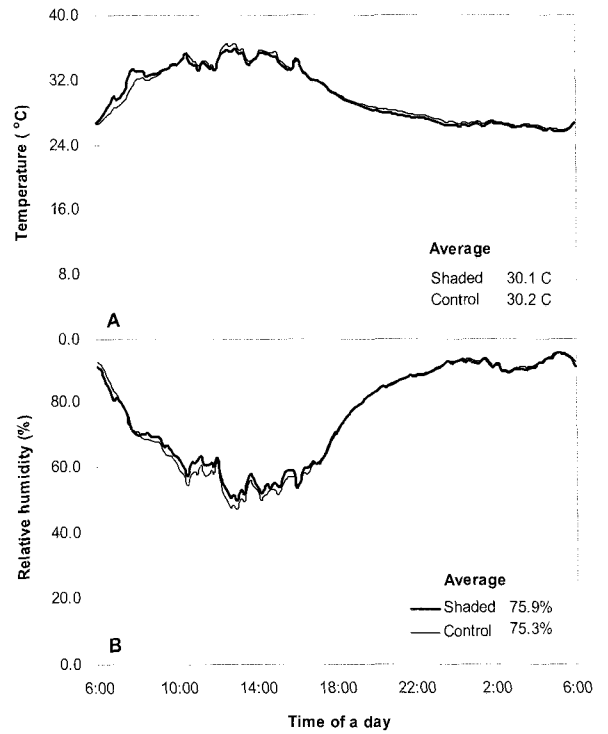 40.0
32.0
24.0
16.0
8.0
0.0
Temperature ( °C)
Average
Shaded 30.1 C
Control 30.2 C
A
80.0
60.0
40.0
20.0
0.0
Relative humidity (%)
Average
Shaded 75.9%
Control 75.3%
B
6:00 10:00 14:00 18:00 22:00 2:00 6:00
Time of a day